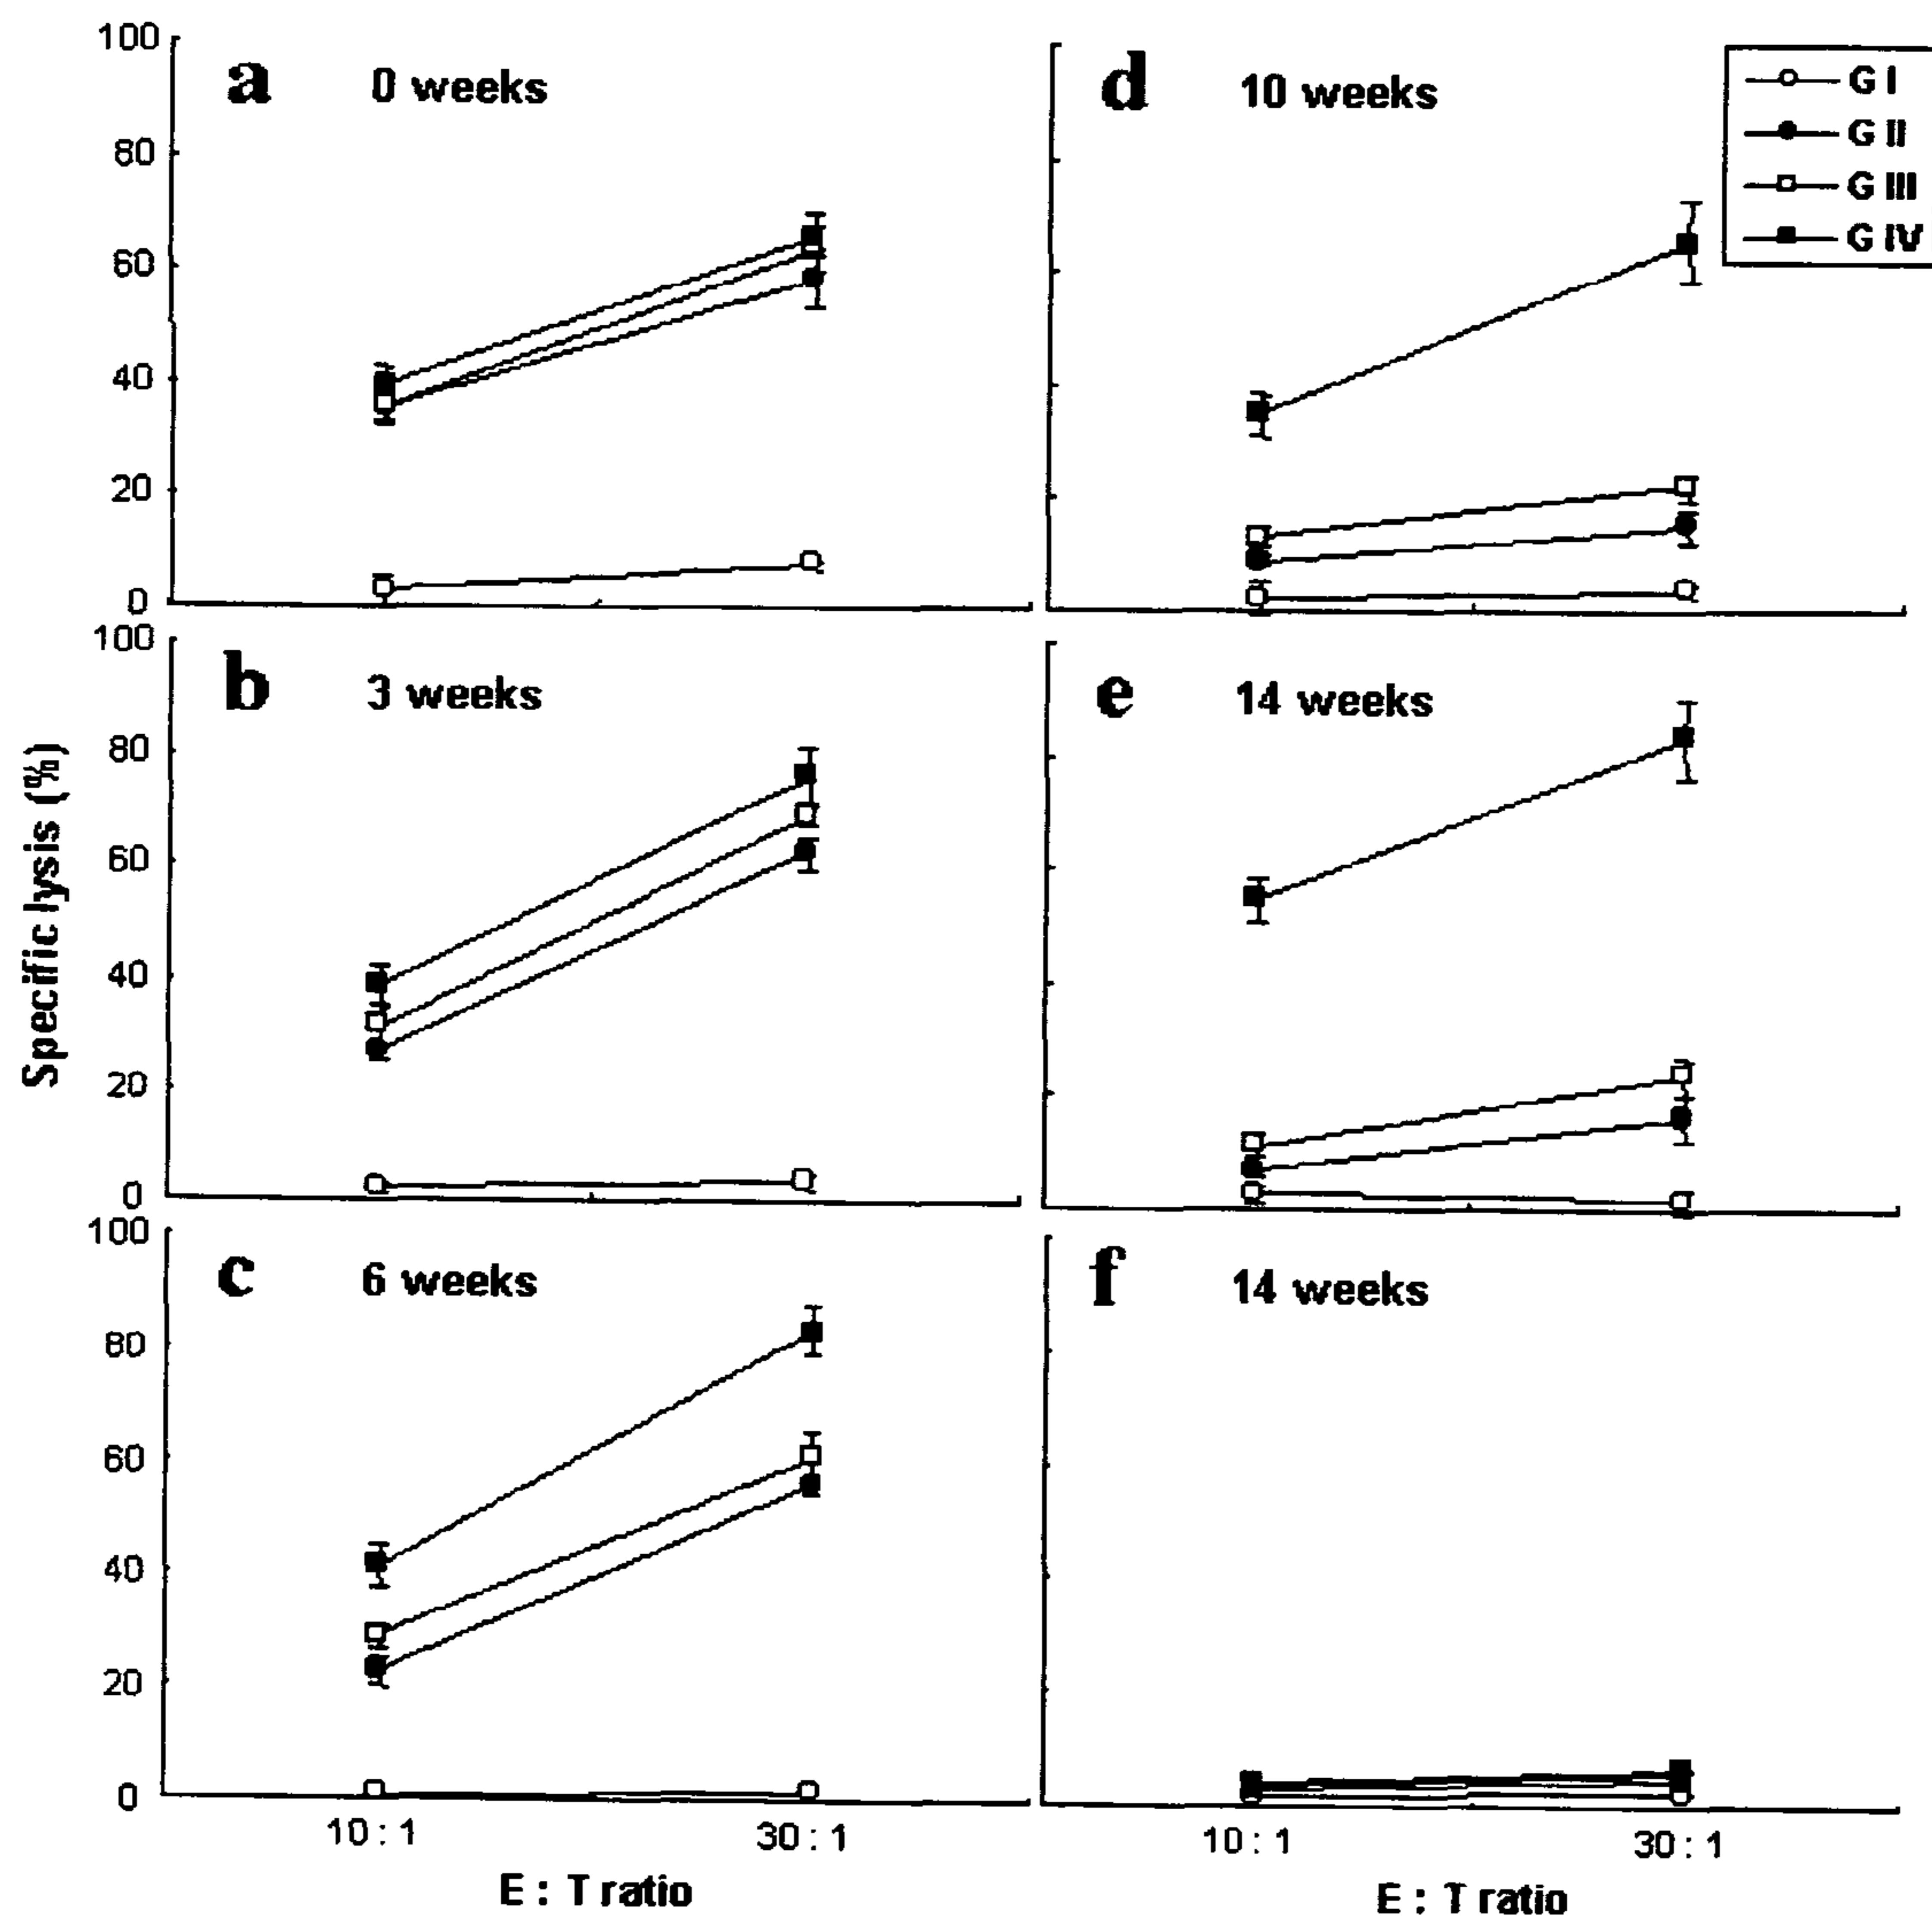 a 0 weeks
100
80
60
40
20
0
b 3 weeks
100
80
60
40
20
0
c 6 weeks
100
80
60
40
20
0
10 : 1 30 : 1
E : T ratio
Specific lysis (%)
d 10 weeks
G I
G II
G III
G IV
e 14 weeks
f 14 weeks
10 : 1 30 : 1
E : T ratio